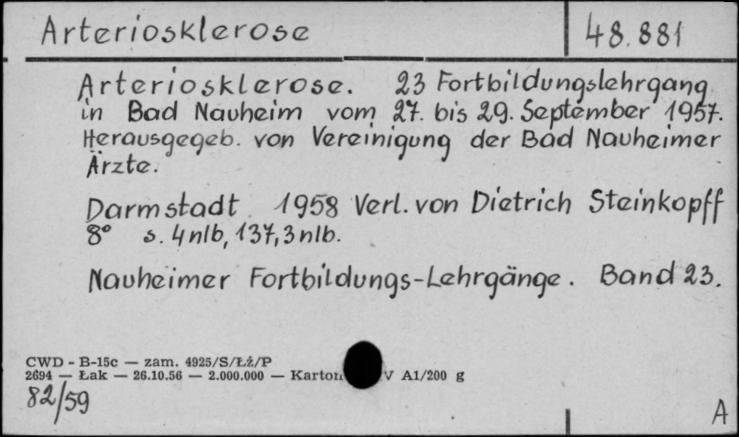 Arteriosklerose 48.881
Arteriosklerose. 23 Fortbildungslehrgang
in Bad Nauheim vom 27. bis 29. September 1957.
Herausgegeb. von Vereinigung der Bad Nauheimer
Ärzte.
Darmstadt 1958 Verl. von Dietrich Steinkopff
8° s. 4nlb, 137, 3nlb.
Nauheimer Fortbildungs-Lehrgänge. Band 23.
CWD - B-15c — zam. 4925/S/Łź/P
2694 — Łak — 26.10.56 — 2.000.000 — Karton V A1/200 g
82/59
A